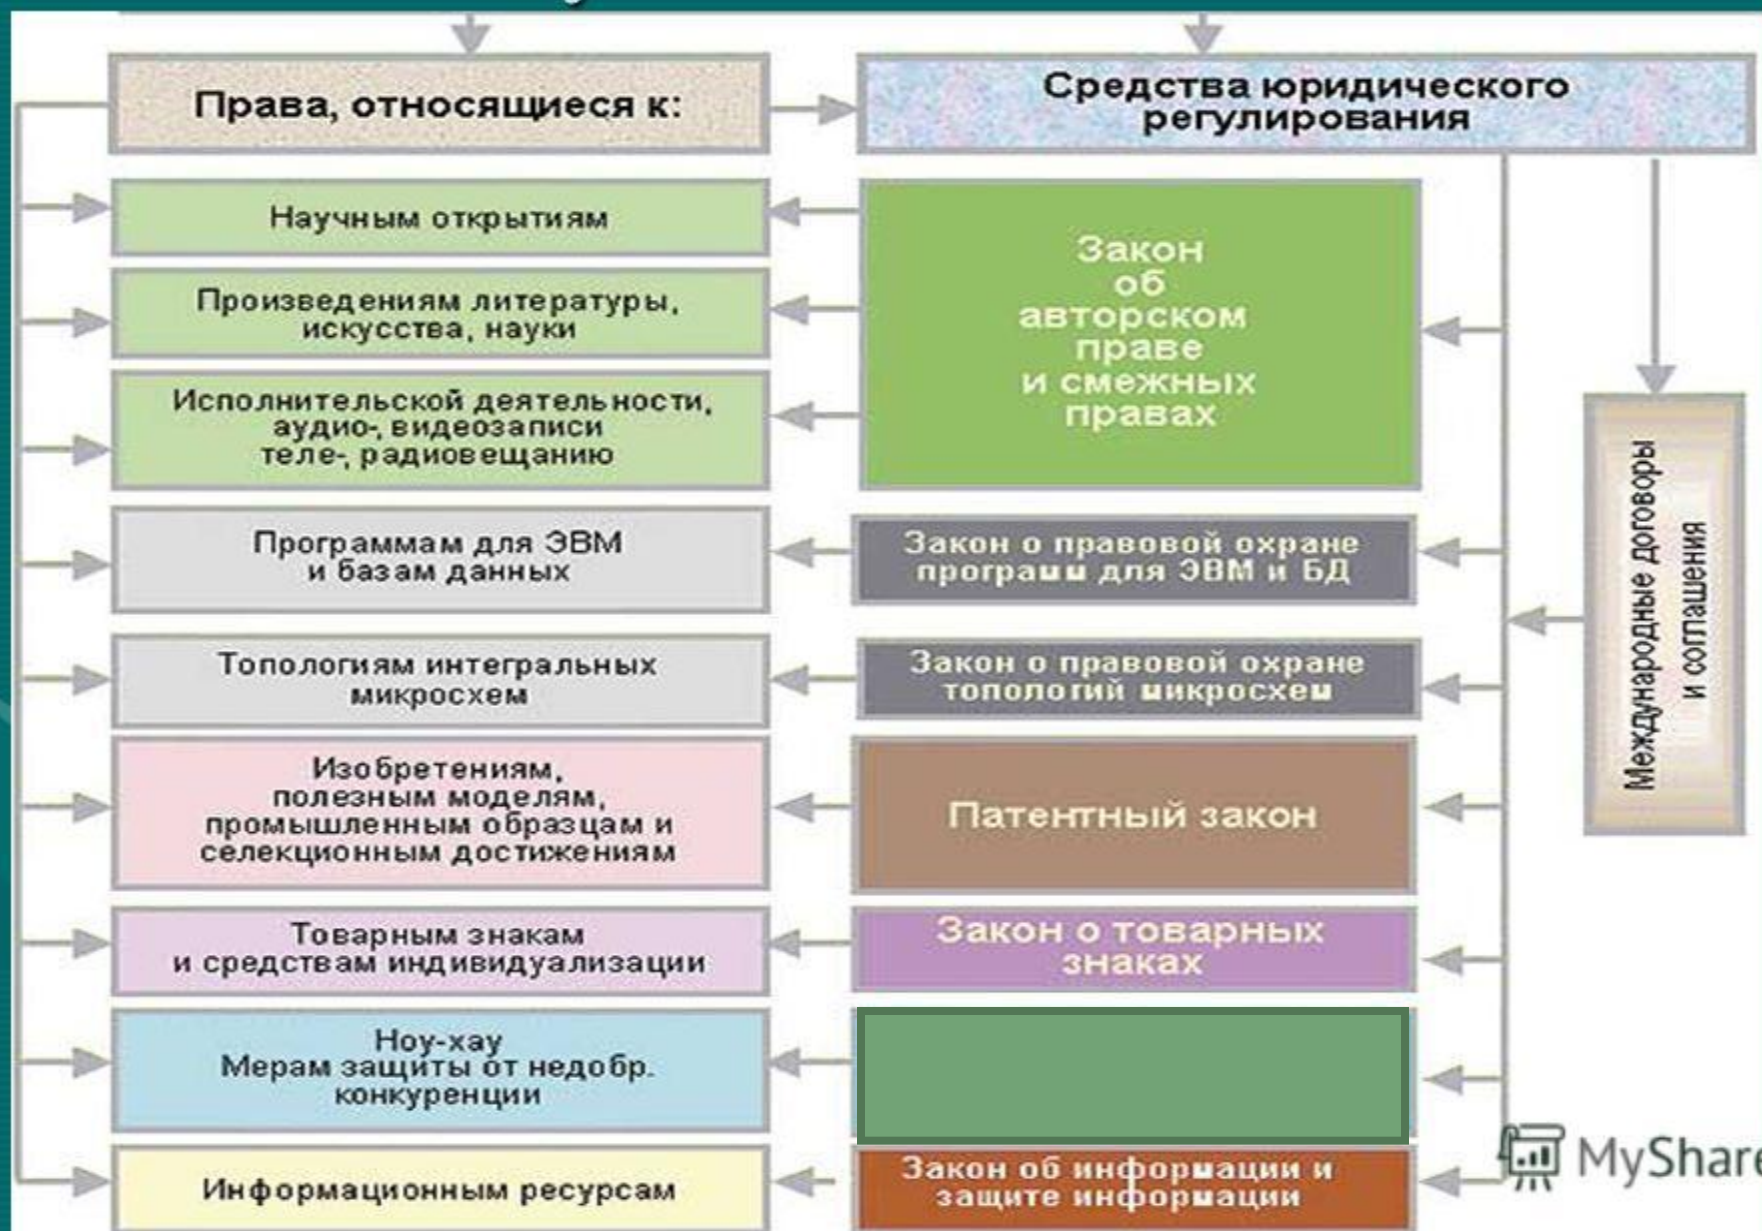 Права, относящиеся к:
Средства юридического
регулирования
Научным открытиям
Произведениям литературы,
искусства, науки
Исполнительской деятельности,
аудио-, видеозаписи
теле-, радиовещанию
Закон
об
авторском
праве
и смежных
правах
Программам для ЭВМ
и базам данных
Закон о правовой охране
программ для ЭВМ и БД
Топологиям интегральных
микросхем
Закон о правовой охране
топологий микросхем
Изобретениям,
полезным моделям,
промышленным образцам и
селекционным достижениям
Патентный закон
Товарным знакам
и средствам индивидуализации
Закон о товарных
знаках
Ноу-хау
Мерам защиты от недобр.
конкуренции
Информационным ресурсам
Закон об информации и
защите информации
Международные договоры
и соглашения
MyShare